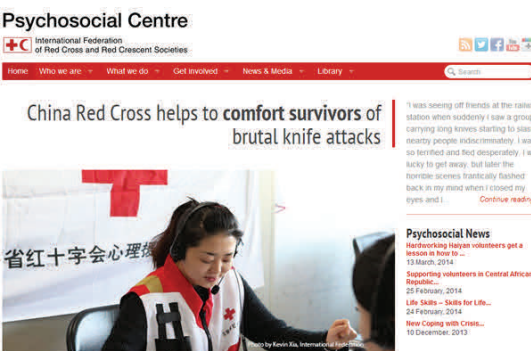 Psychosocial Centre
International Federation
of Red Cross and Red Crescent Societies
Home Who we are What we do Get involved News & Media Library
Search
China Red Cross helps to comfort survivors of
brutal knife attacks
"I was seeing off friends at the railw
station when suddenly I saw a group
carrying long knives starting to slas
nearby people indiscriminately. I wa
so terrified and fled desperately. I w
lucky to get away, but later the
horrible scenes frantically flashed
back in my mind when I closed my
eyes and I... Continue readin
省红十字会心理援
Photo by Kevin Xia, International Federation
Psychosocial News
Hardworking Haiyan volunteers get a
lesson in how to ...
13 March, 2014
Supporting volunteers in Central African
Republic...
25 February, 2014
Life Skills – Skills for Life...
24 February, 2014
New Coping with Crisis...
10 December, 2013